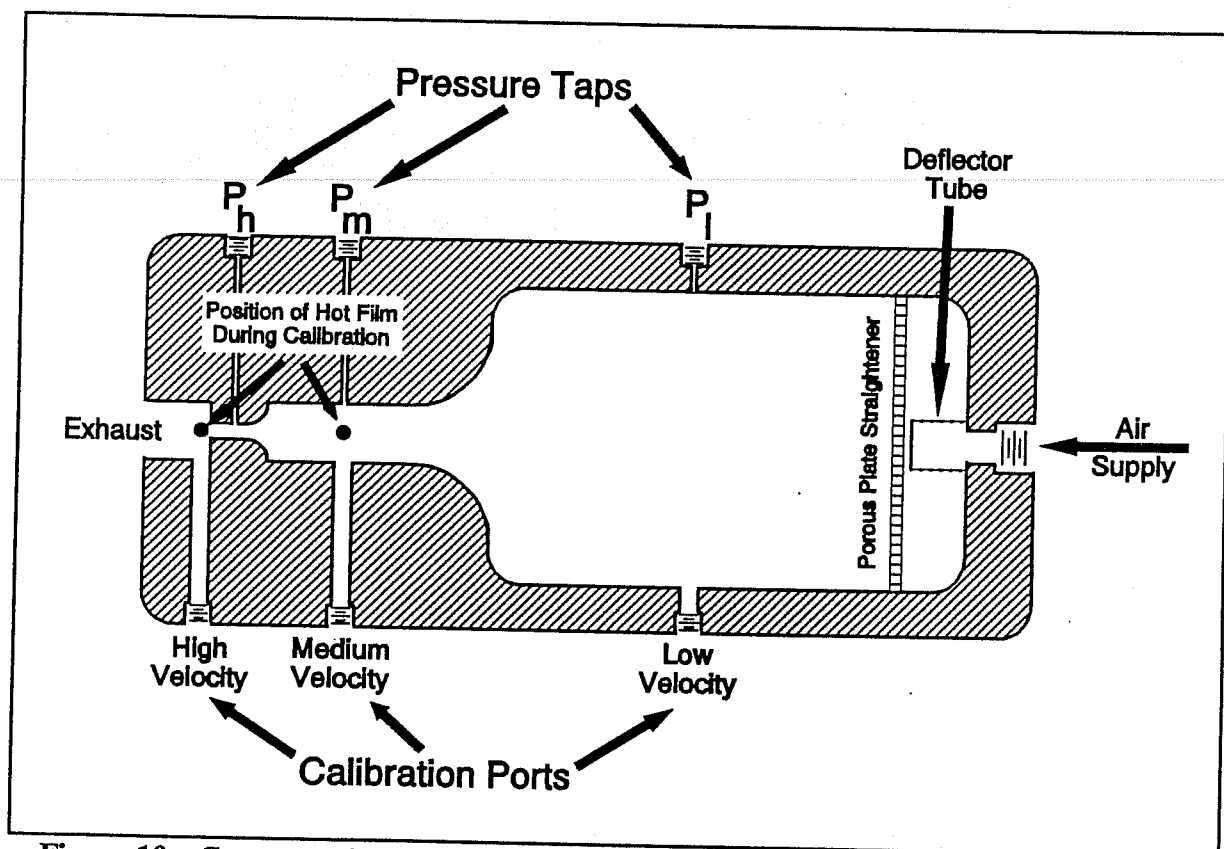 Pressure Taps
Deflector
Tube
Ph
Pm
Pl
Position of Hot Film
During Calibration
Exhaust
Porous Plate Straightener
Air
Supply
High
Velocity
Medium
Velocity
Low
Velocity
Calibration Ports